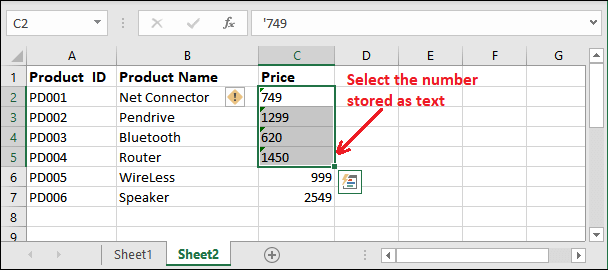 C2 '749
A B C D E F G
1 Product ID Product Name Price
2 PD001 Net Connector 749
3 PD002 Pendrive 1299
4 PD003 Bluetooth 620
5 PD004 Router 1450
6 PD005 WireLess 999
7 PD006 Speaker 2549
8
9
Select the number
stored as text
Sheet1 Sheet2